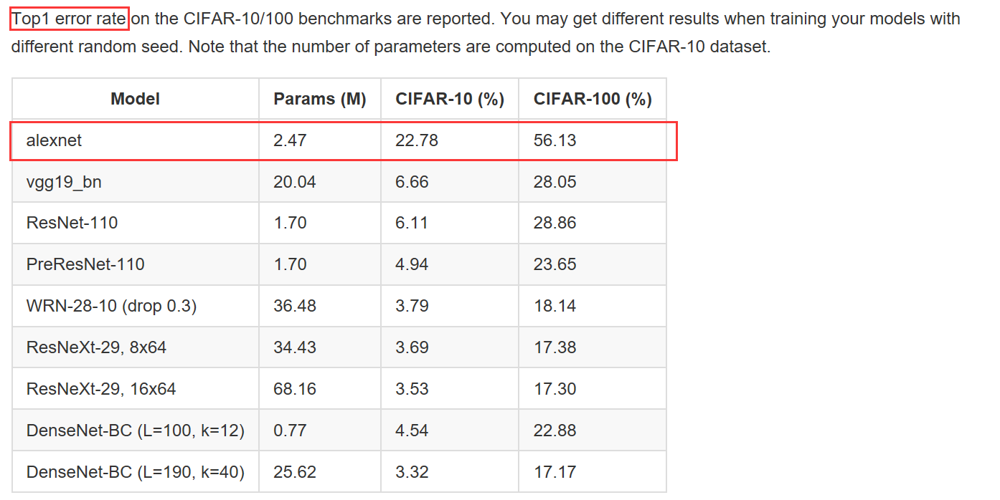 Top1 error rate on the CIFAR-10/100 benchmarks are reported. You may get different results when training your models with
different random seed. Note that the number of parameters are computed on the CIFAR-10 dataset.
Model Params (M) CIFAR-10 (%) CIFAR-100 (%)
alexnet 2.47 22.78 56.13
vgg19_bn 20.04 6.66 28.05
ResNet-110 1.70 6.11 28.86
PreResNet-110 1.70 4.94 23.65
WRN-28-10 (drop 0.3) 36.48 3.79 18.14
ResNeXt-29, 8x64 34.43 3.69 17.38
ResNeXt-29, 16x64 68.16 3.53 17.30
DenseNet-BC (L=100, k=12) 0.77 4.54 22.88
DenseNet-BC (L=190, k=40) 25.62 3.32 17.17